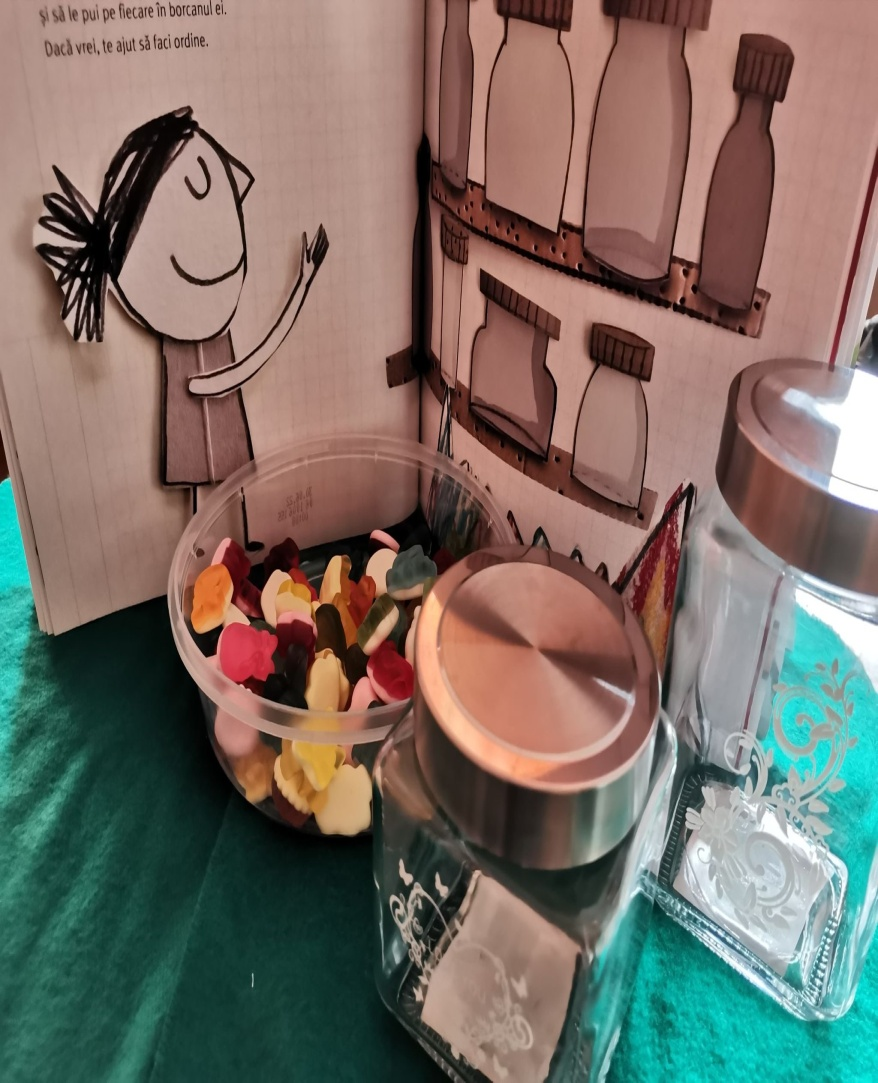 și să le pui pe fiecare în borcanul ei.
Dacă vrei, te ajut să faci ordine.